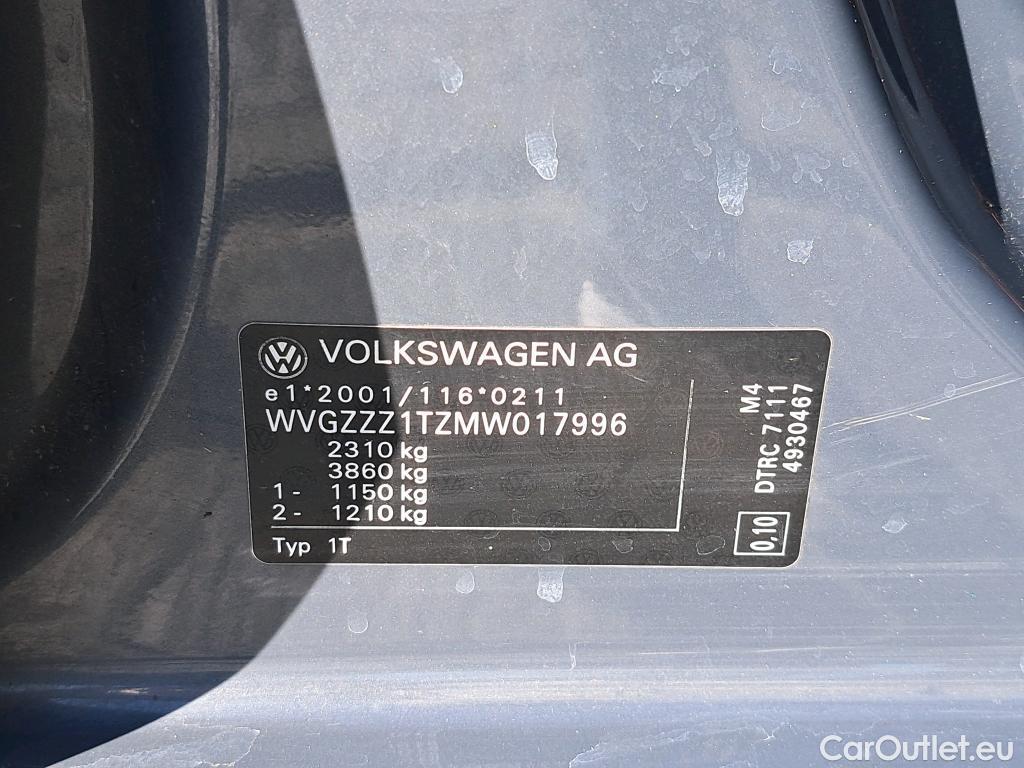 VOLKSWAGEN AG
e1*2001/116*0211
WVGZZZ1TZMW017996
2310 kg
3860 kg
1- 1150 kg
2- 1210 kg
Typ 1T
M4
DTRC 7111
4930467
0,10
CarOutlet.eu